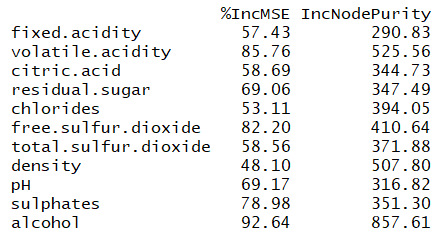 %IncMSE IncNodePurity
fixed.acidity 57.43 290.83
volatile.acidity 85.76 525.56
citric.acid 58.69 344.73
residual.sugar 69.06 347.49
chlorides 53.11 394.05
free.sulfur.dioxide 82.20 410.64
total.sulfur.dioxide 58.56 371.88
density 48.10 507.80
pH 69.17 316.82
sulphates 78.98 351.30
alcohol 92.64 857.61